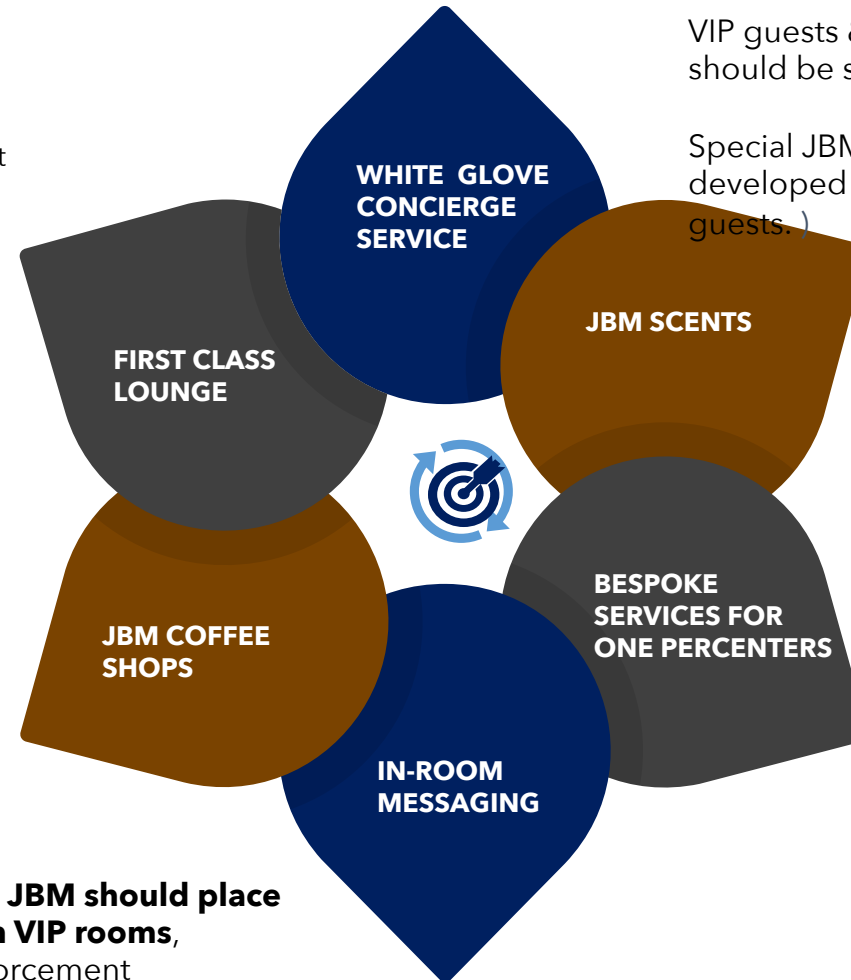 VIP guests
should be
Special
developed
guests. )
WHITE GLOVE
CONCIERGE
SERVICE
JBM SCENTS
FIRST CLASS
LOUNGE
BESPOKE
SERVICES FOR
ONE PERCENTERS
JBM COFFEE
SHOPS
IN-ROOM
MESSAGING
JBM should place
VIP rooms,